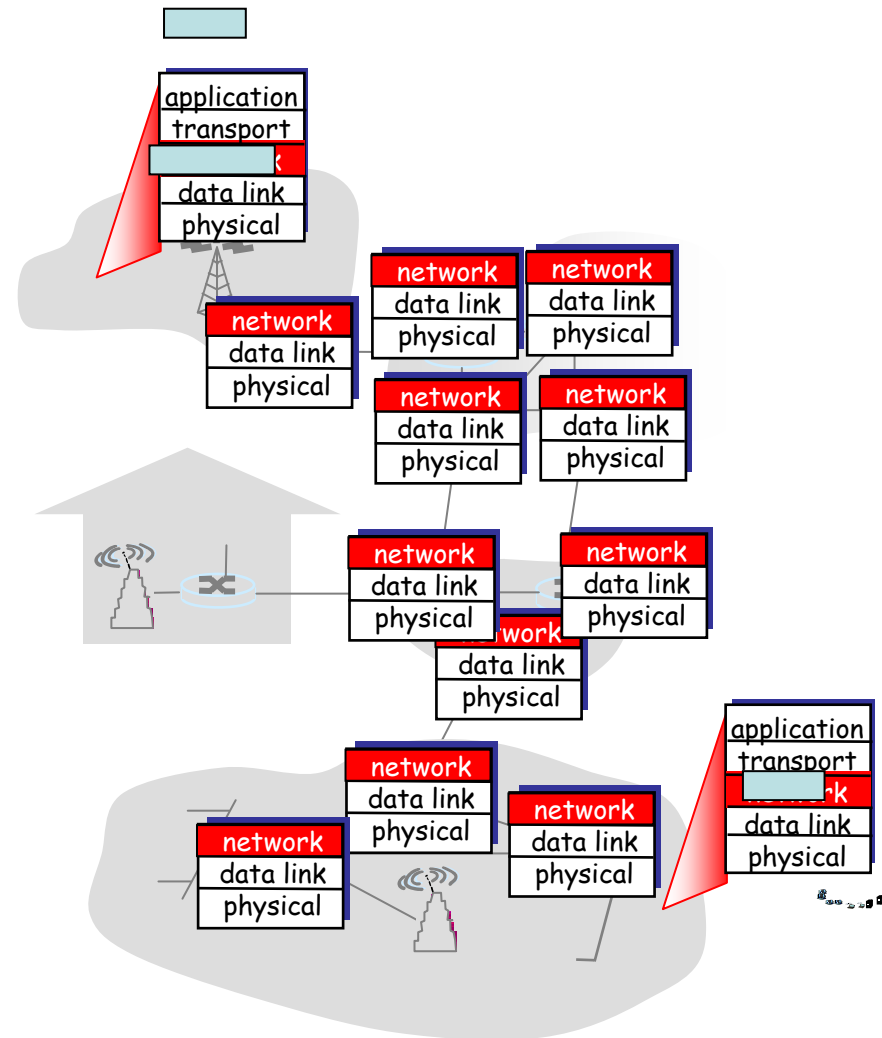 application
transport
data link
physical
network
data link
physical
network
data link
physical
network
data link
physical
network
data link
physical
network
data link
physical
network
data link
physical
network
data link
physical
work
data link
physical
application
transport
data link
physical
network
data link
physical
network
data link
physical
network
data link
physical